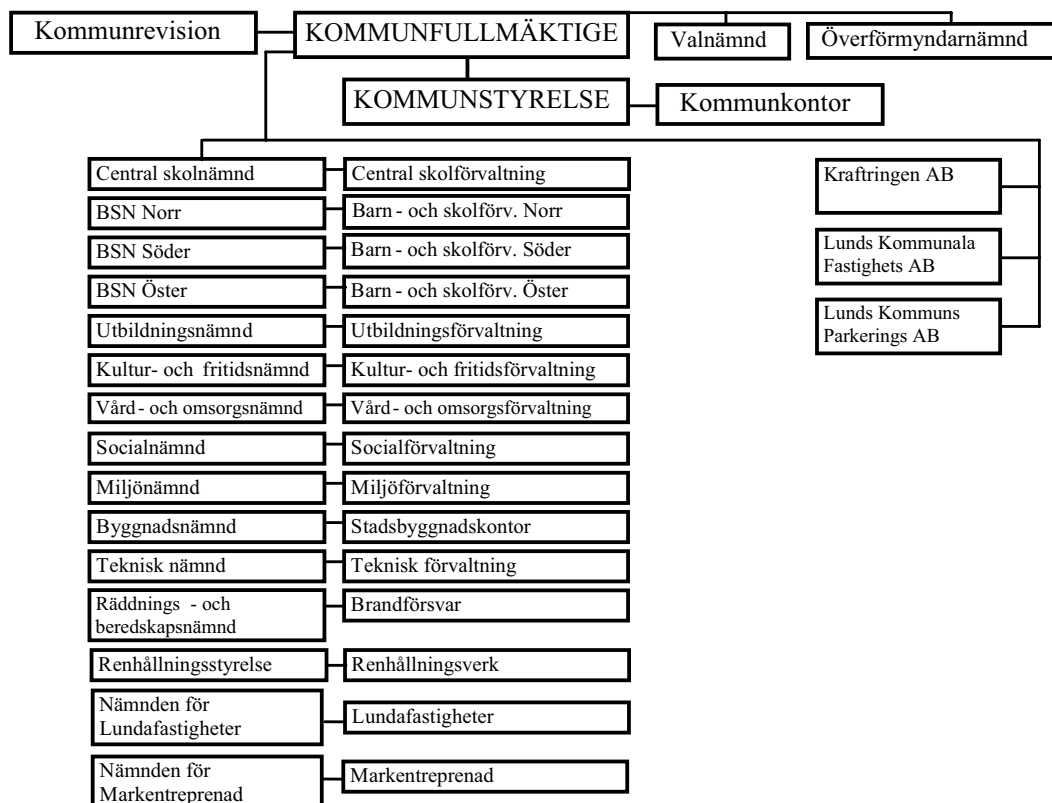 Kommunrevision
KOMMUNFULLMÄKTIGE
Valnämnd
Överförmyndarnämnd
KOMMUNSTYRELSE
Kommunkontor
Central skolnämnd
Central skolförvaltning
BSN Norr
Barn - och skolförv. Norr
BSN Söder
Barn - och skolförv. Söder
BSN Öster
Barn - och skolförv. Öster
Utbildningsnämnd
Utbildningsförvaltning
Kultur- och fritidsnämnd
Kultur- och fritidsförvaltning
Vård - och omsorgsnämnd
Vård - och omsorgsförvaltning
Socialnämnd
Socialförvaltning
Miljönämnd
Miljöförvaltning
Byggnadsnämnd
Stadsbyggnadskontor
Teknisk nämnd
Teknisk förvaltning
Räddnings - och
beredskapsnämnd
Brandförsvar
Renhållningsstyrelse
Renhållningsverk
Nämnden för
Lundafastigheter
Lundafastigheter
Nämnden för
Markentreprenad
Markentreprenad
Kraftringen AB
Lunds Kommunala
Fastighets AB
Lunds Kommuns
Parkerings AB